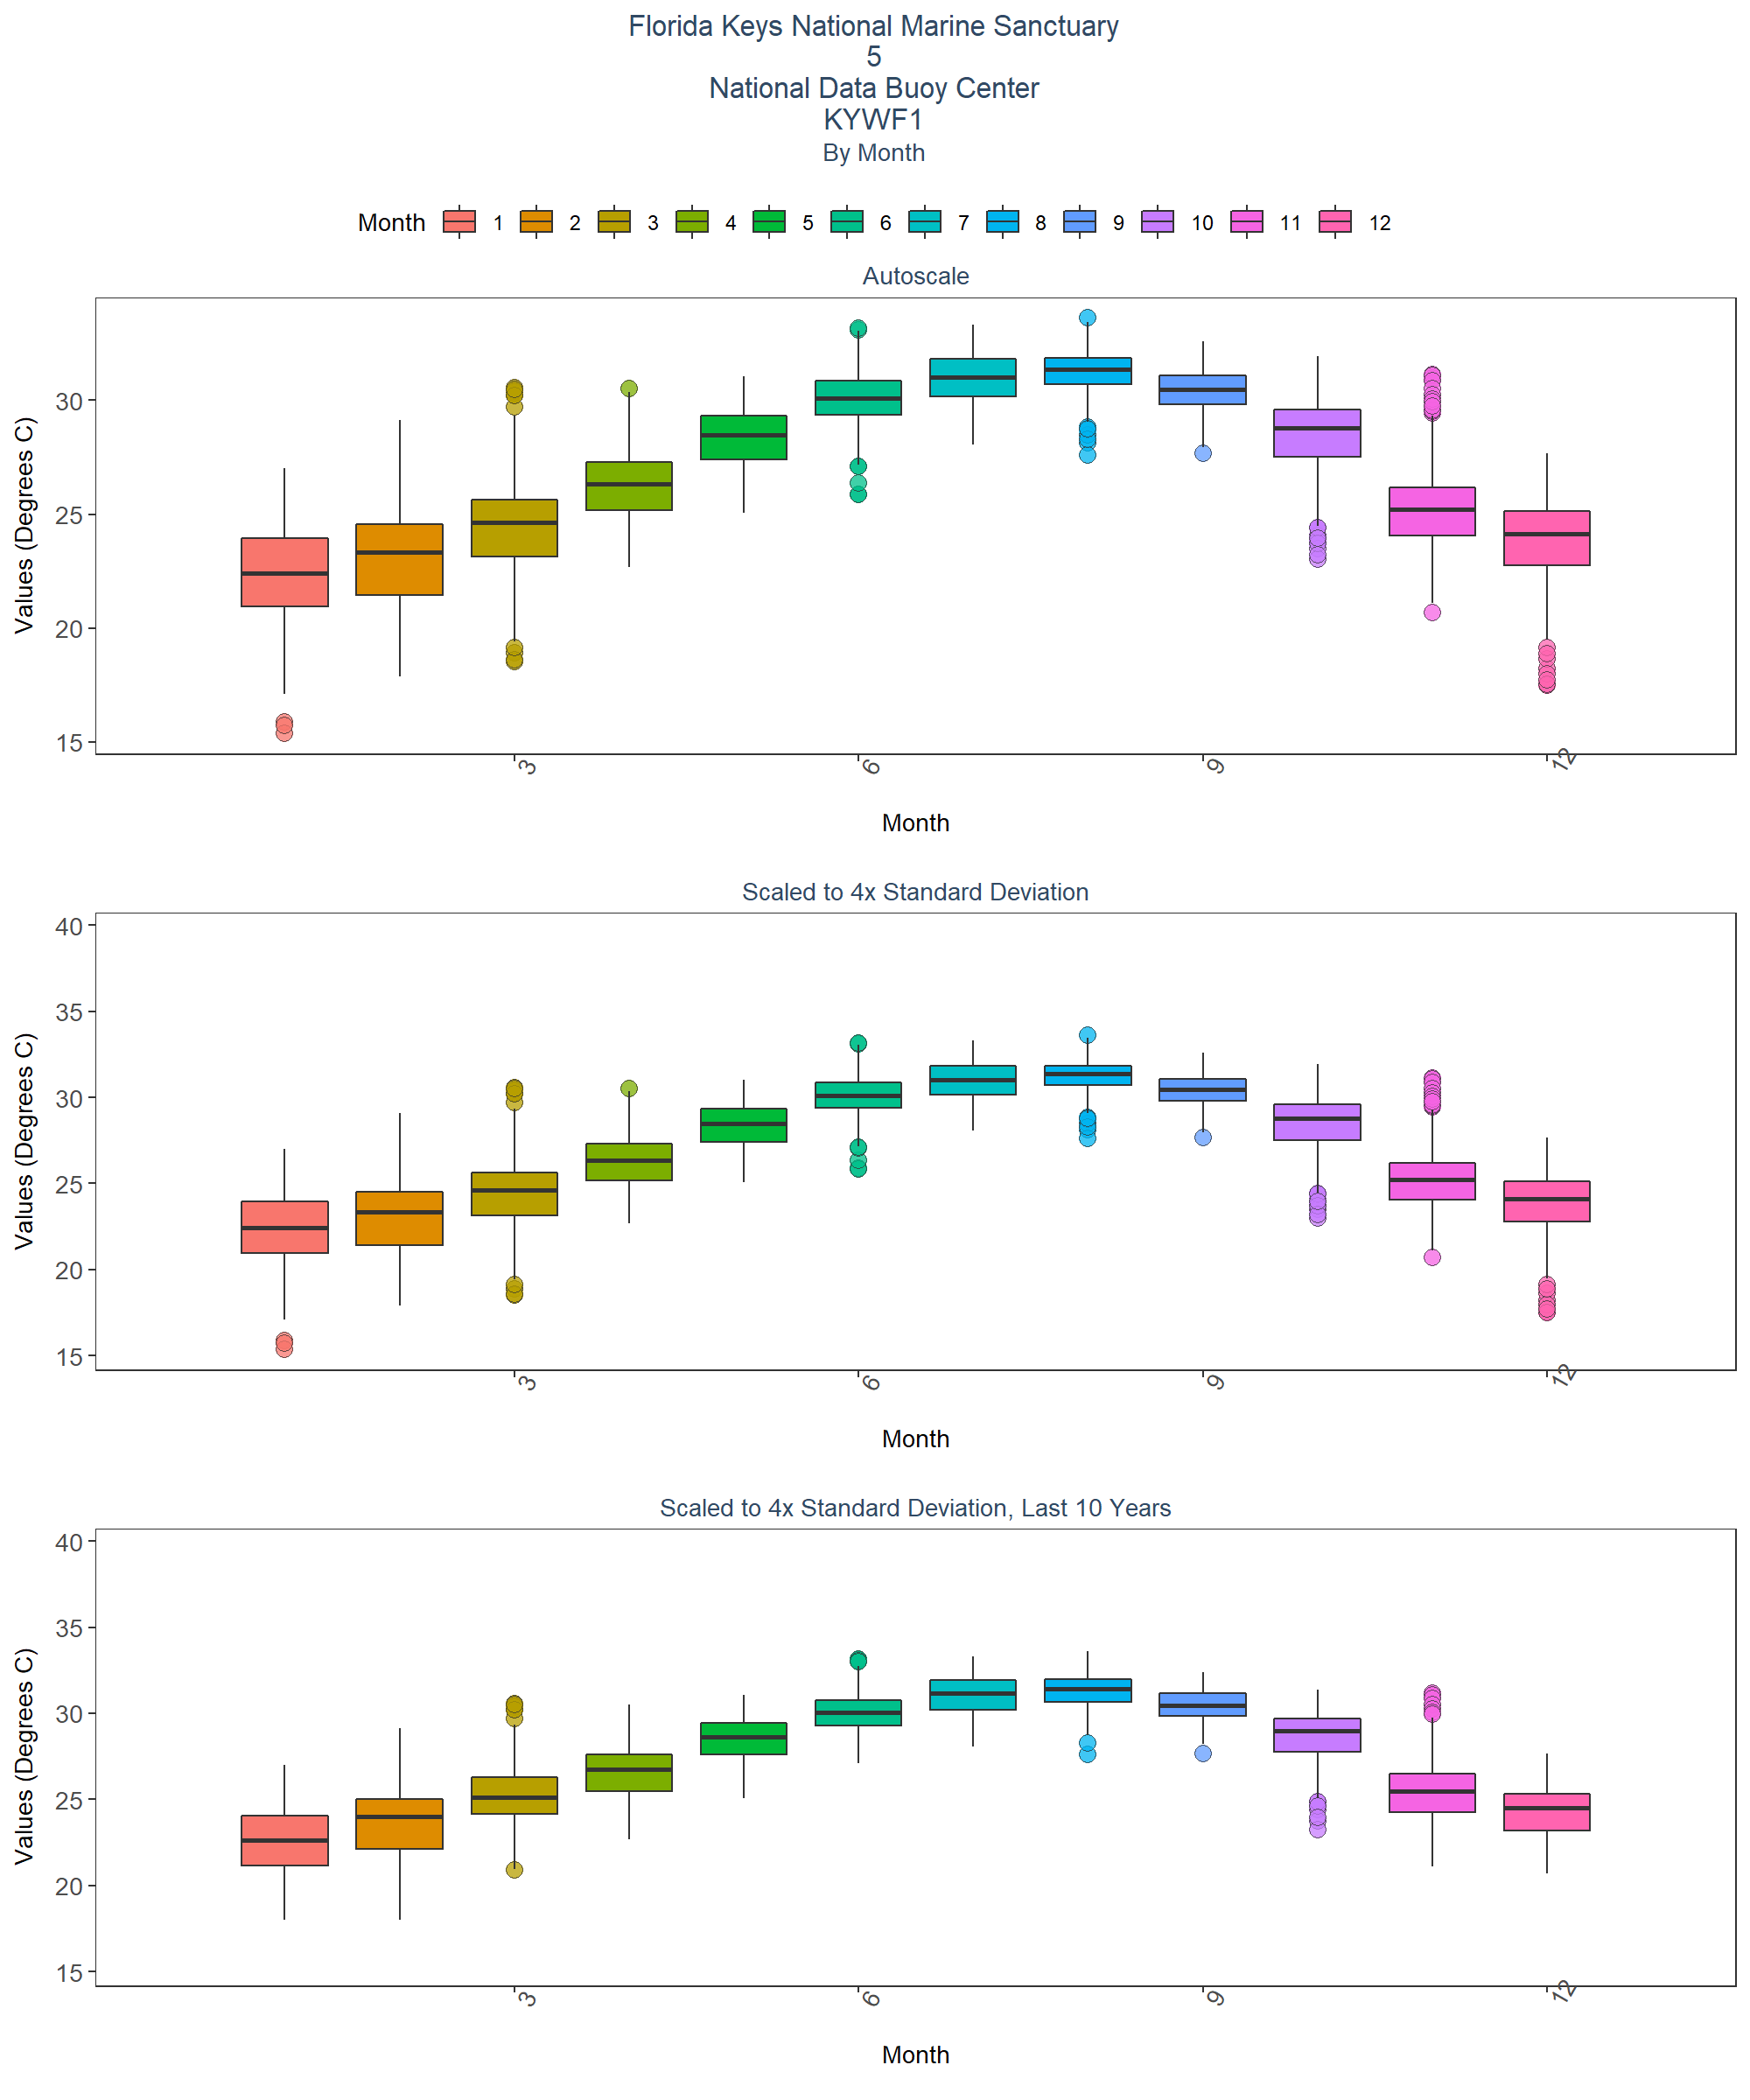 Florida Keys National Marine Sanctuary
5
National Data Buoy Center
KYWF1
By Month
Month 1 2 3 4 5 6 7 8 9 10 11 12
Autoscale
Values (Degrees C)
30
25
20
15
3 6 9 12
Month
Scaled to 4x Standard Deviation
Values (Degrees C)
40
35
30
25
20
15
3 6 9 12
Month
Scaled to 4x Standard Deviation, Last 10 Years
Values (Degrees C)
40
35
30
25
20
15
3 6 9 12
Month